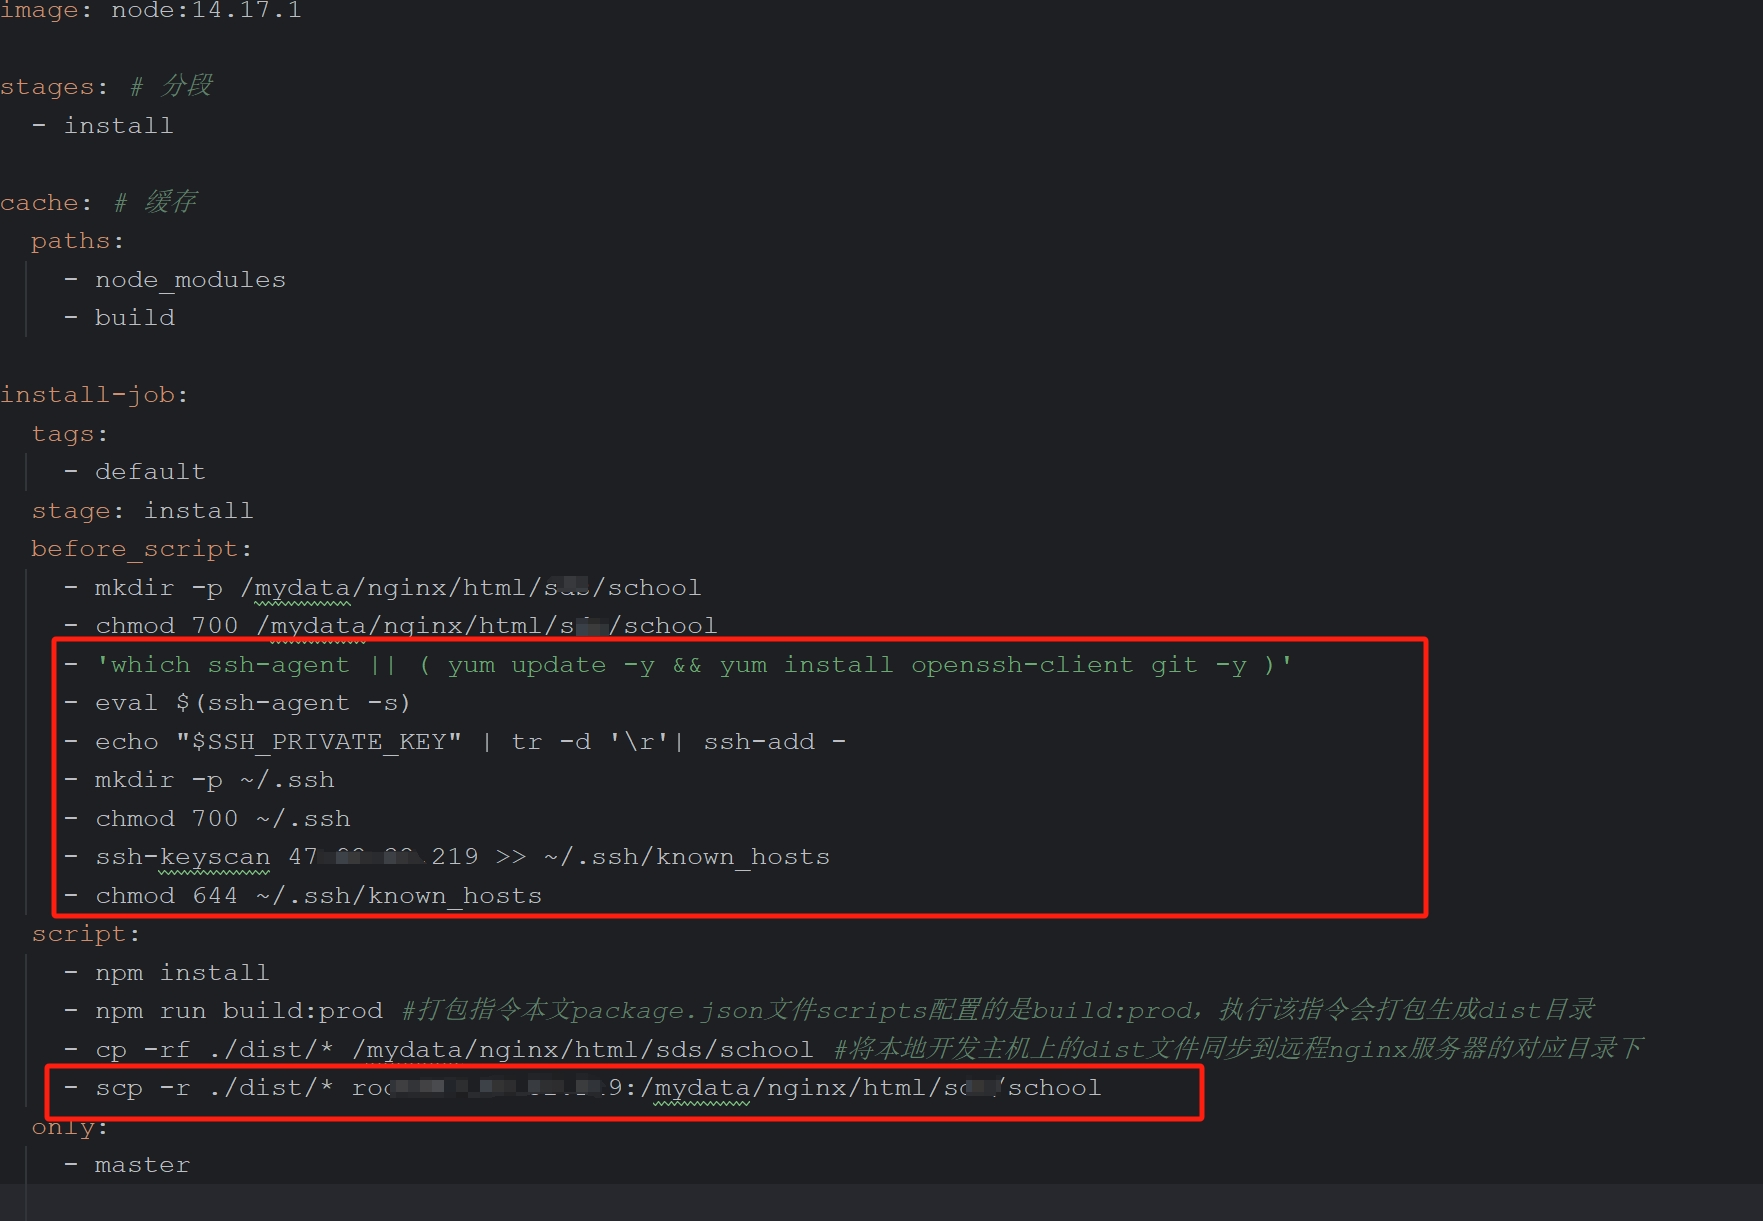 image: node:14.17.1
stages: # 分段
- install
cache: # 缓存
paths:
- node_modules
- build
install-job:
tags:
- default
stage: install
before_script:
- mkdir -p /mydata/nginx/html/s /school
- chmod 700 /mydata/nginx/html/s /school
- 'which ssh-agent || ( yum update -y && yum install openssh-client git -y )'
- eval $(ssh-agent -s)
- echo "$SSH_PRIVATE_KEY" | tr -d '\r'| ssh-add -
- mkdir -p ~/.ssh
- chmod 700 ~/.ssh
- ssh-keyscan 47 .219 >> ~/.ssh/known_hosts
- chmod 644 ~/.ssh/known_hosts
script:
- npm install
- npm run build:prod #打包指令本文package.json文件scripts配置的是build:prod，执行该指令会打包生成dist目录
- cp -rf ./dist/* /mydata/nginx/html/sds/school #将本地开发主机上的dist文件同步到远程nginx服务器的对应目录下
- scp -r ./dist/* 9:/mydata/nginx/html/s /school
only:
- master